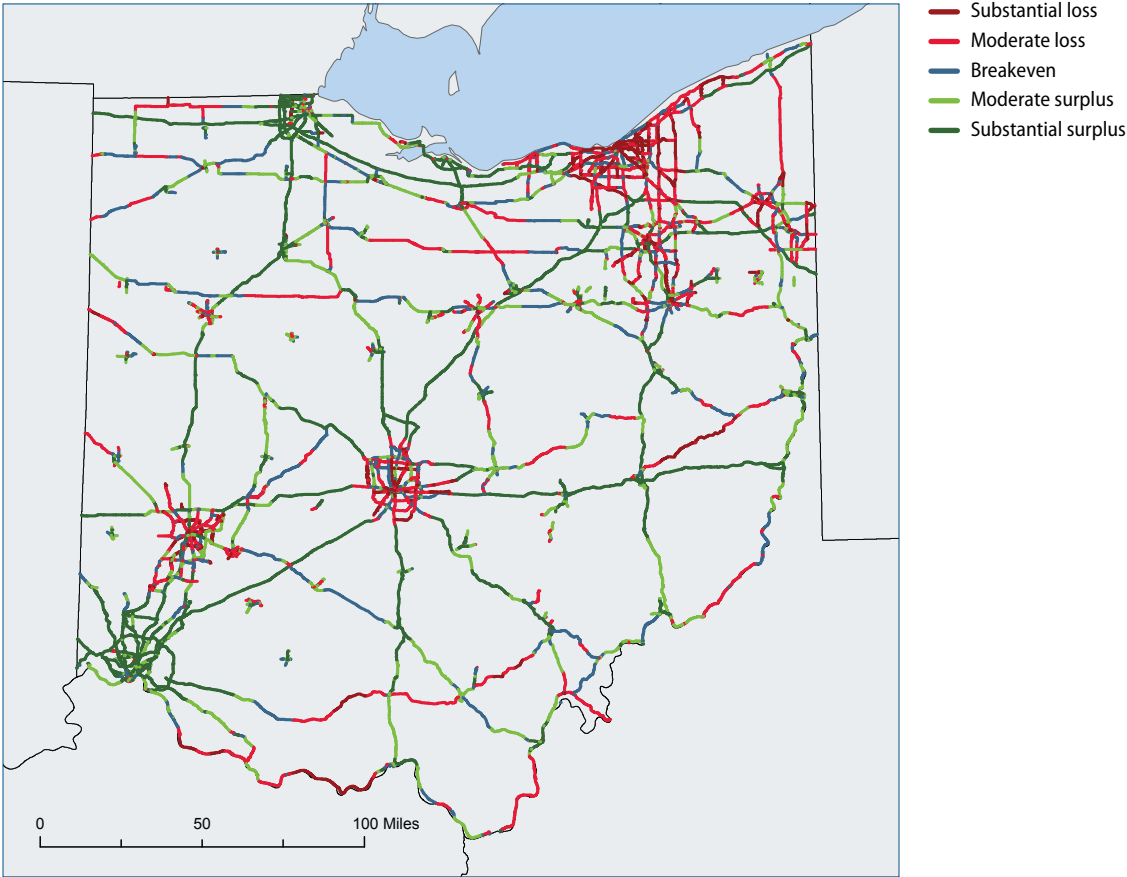 Substantial loss
Moderate loss
Breakeven
Moderate surplus
Substantial surplus
0 50 100 Miles